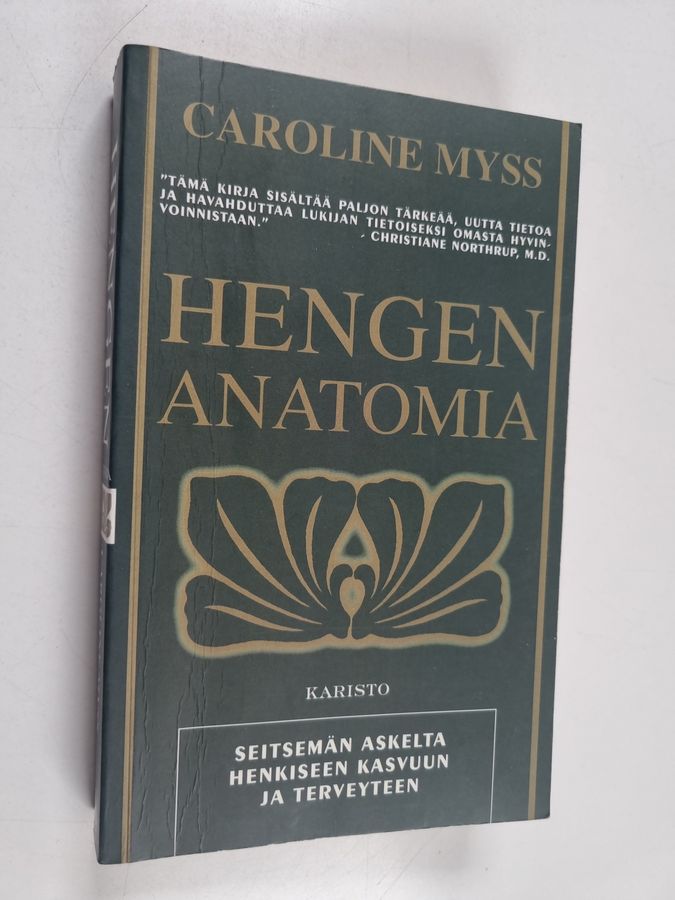 CAROLINE MYSS
"TÄMÄ KIRJA SISÄLTÄÄ PALJON TÄRKEÄÄ, UUTTA TIETOA
JA HAVAHDUTTAA LUKIJAN TIETOISEKSI OMASTA HYVIN-
VOINNISTAAN."
- CHRISTIANE NORTHRUP, M.D.
HENGEN
ANATOMIA
KARISTO
SEITSEMÄN ASKELTA
HENKISEEN KASVUUN
JA TERVEYTEEN
HENGEN